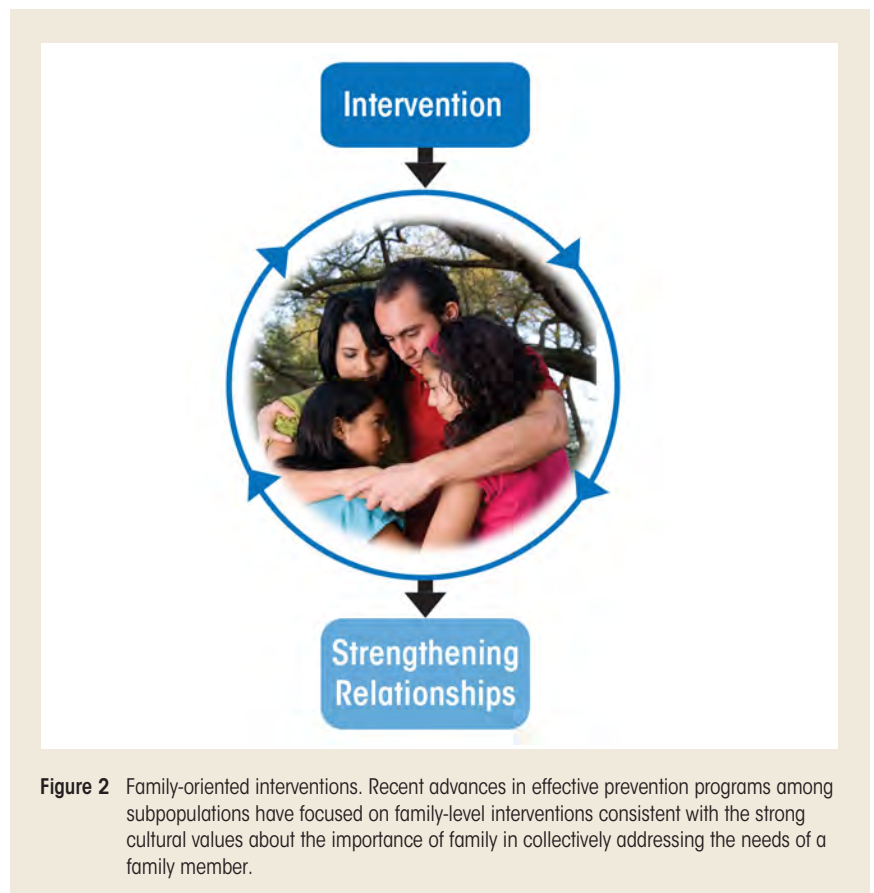 Intervention
Strengthening
Relationships
Figure 2 Family-oriented interventions. Recent advances in effective prevention programs among
subpopulations have focused on family-level interventions consistent with the strong
cultural values about the importance of family in collectively addressing the needs of a
family member.